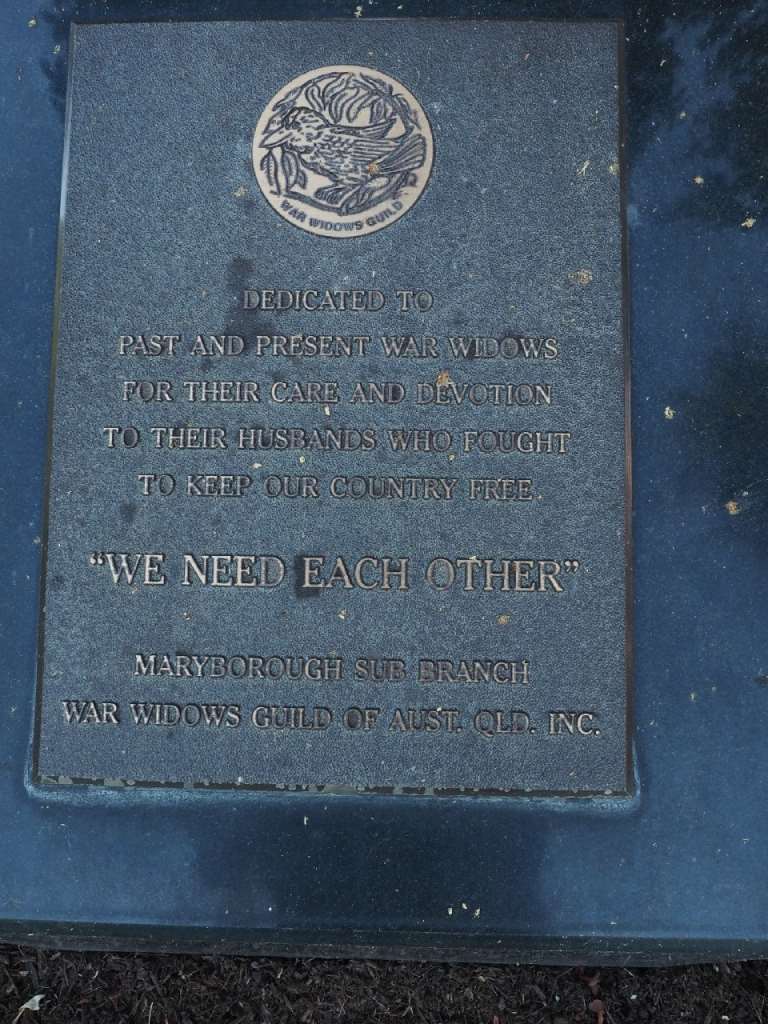 WAR WIDOWS GUILD
DEDICATED TO
PAST AND PRESENT WAR WIDOWS
FOR THEIR CARE AND DEVOTION
TO THEIR HUSBANDS WHO FOUGHT
TO KEEP OUR COUNTRY FREE.
"WE NEED EACH OTHER"
MARYBOROUGH SUB BRANCH
WAR WIDOWS GUILD OF AUST. QLD. INC.